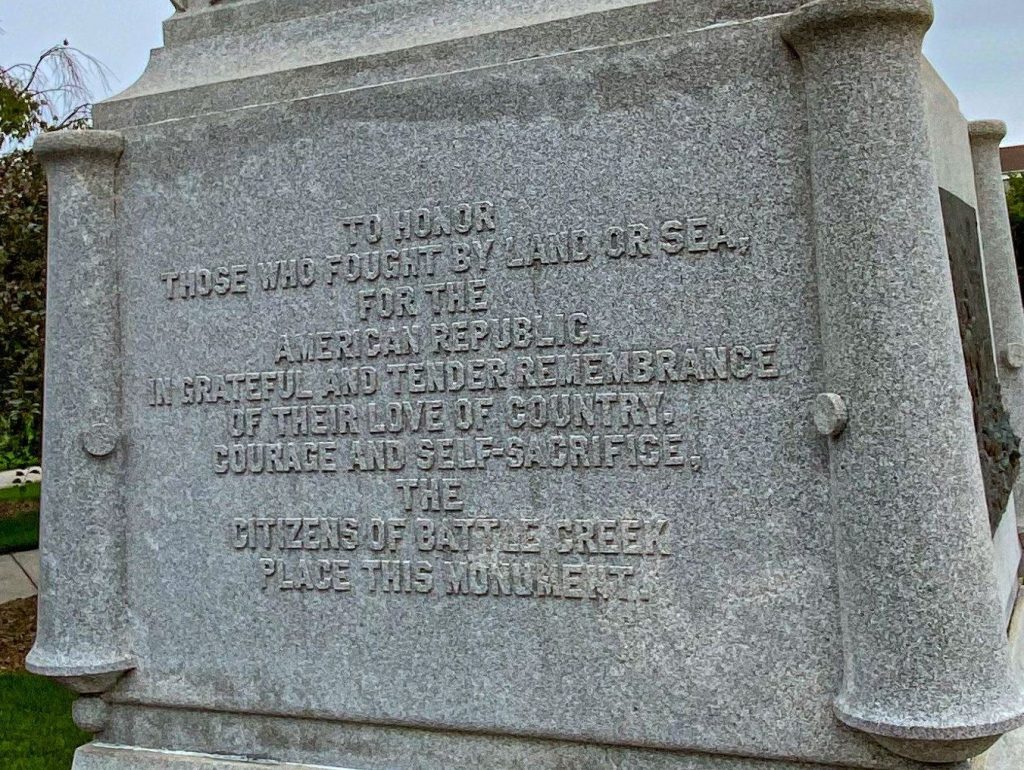 TO HONOR
THOSE WHO FOUGHT BY LAND OR SEA,
FOR THE
AMERICAN REPUBLIC.
IN GRATEFUL AND TENDER REMEMBRANCE
OF THEIR LOVE OF COUNTRY,
COURAGE AND SELF-SACRIFICE,
THE
CITIZENS OF BATTLE CREEK
PLACE THIS MONUMENT.